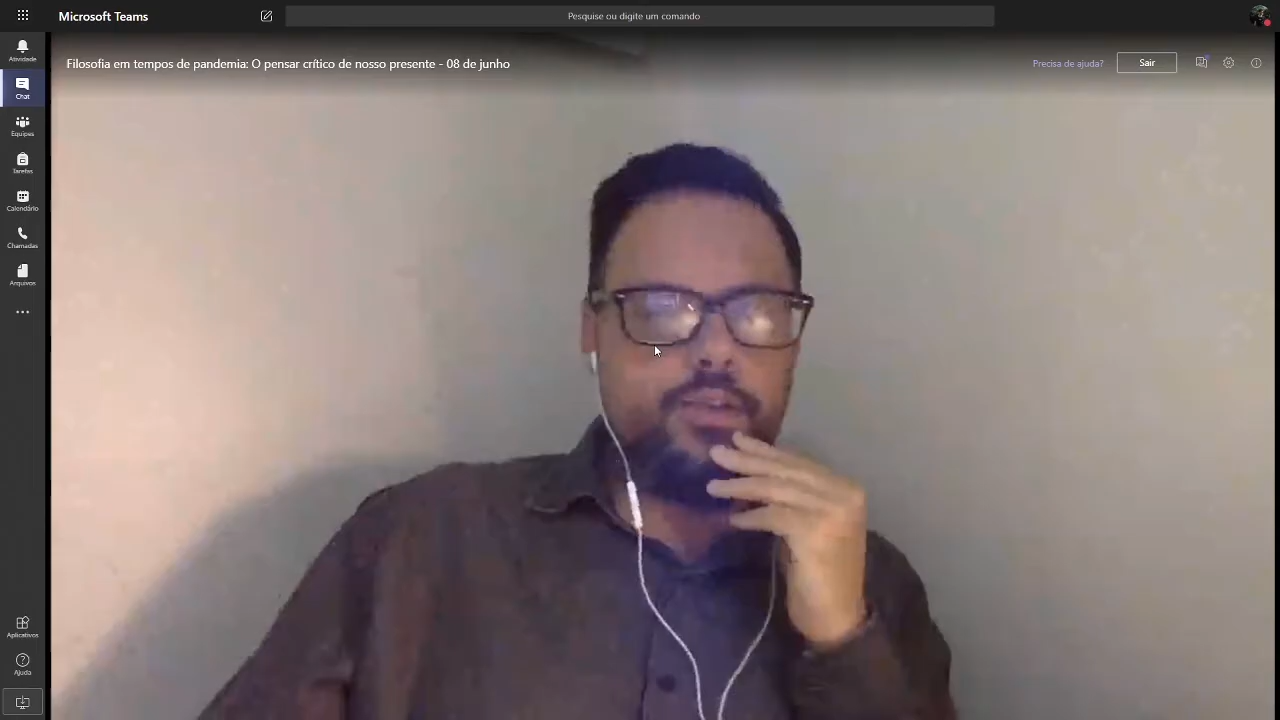 Microsoft Teams
Pesquise ou digite um comando
Filosofia em tempos de pandemia: O pensar crítico de nosso presente - 08 de junho
Precisa de ajuda?
Sair
Atividade
Chat
Equipes
Tarefas
Calendário
Chamadas
Arquivos
Aplicativos
Ajuda